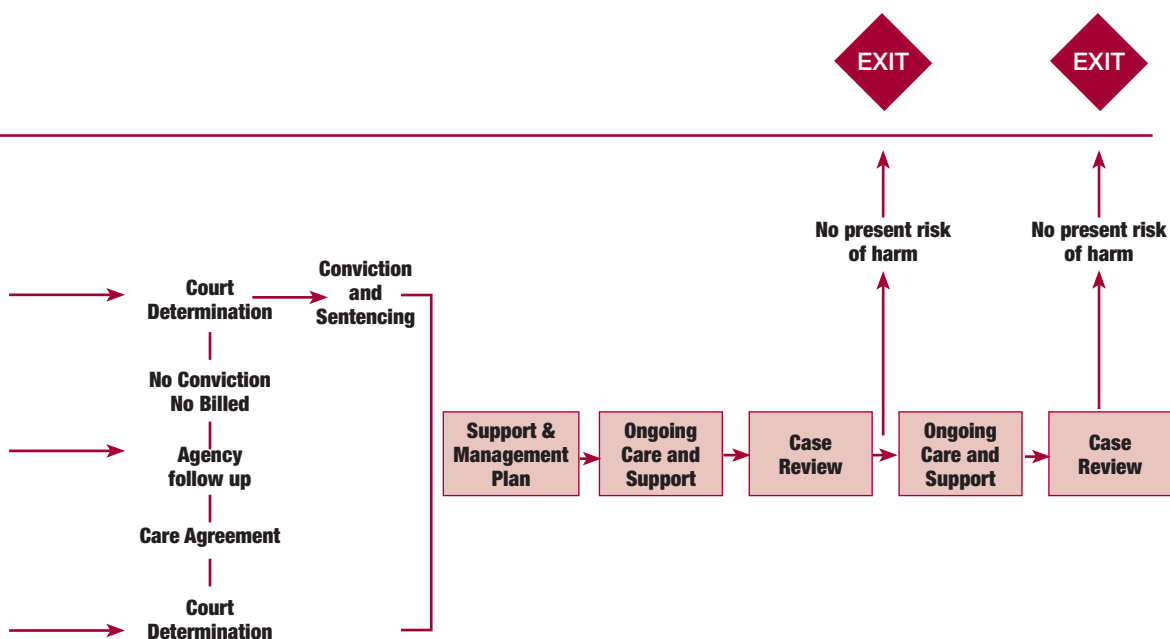 EXIT
EXIT
No present risk
of harm
No present risk
of harm
Conviction
and
Sentencing
Court
Determination
No Conviction
No Billed
Agency
follow up
Care Agreement
Court
Determination
Support &
Management
Plan
Ongoing
Care and
Support
Case
Review
Ongoing
Care and
Support
Case
Review